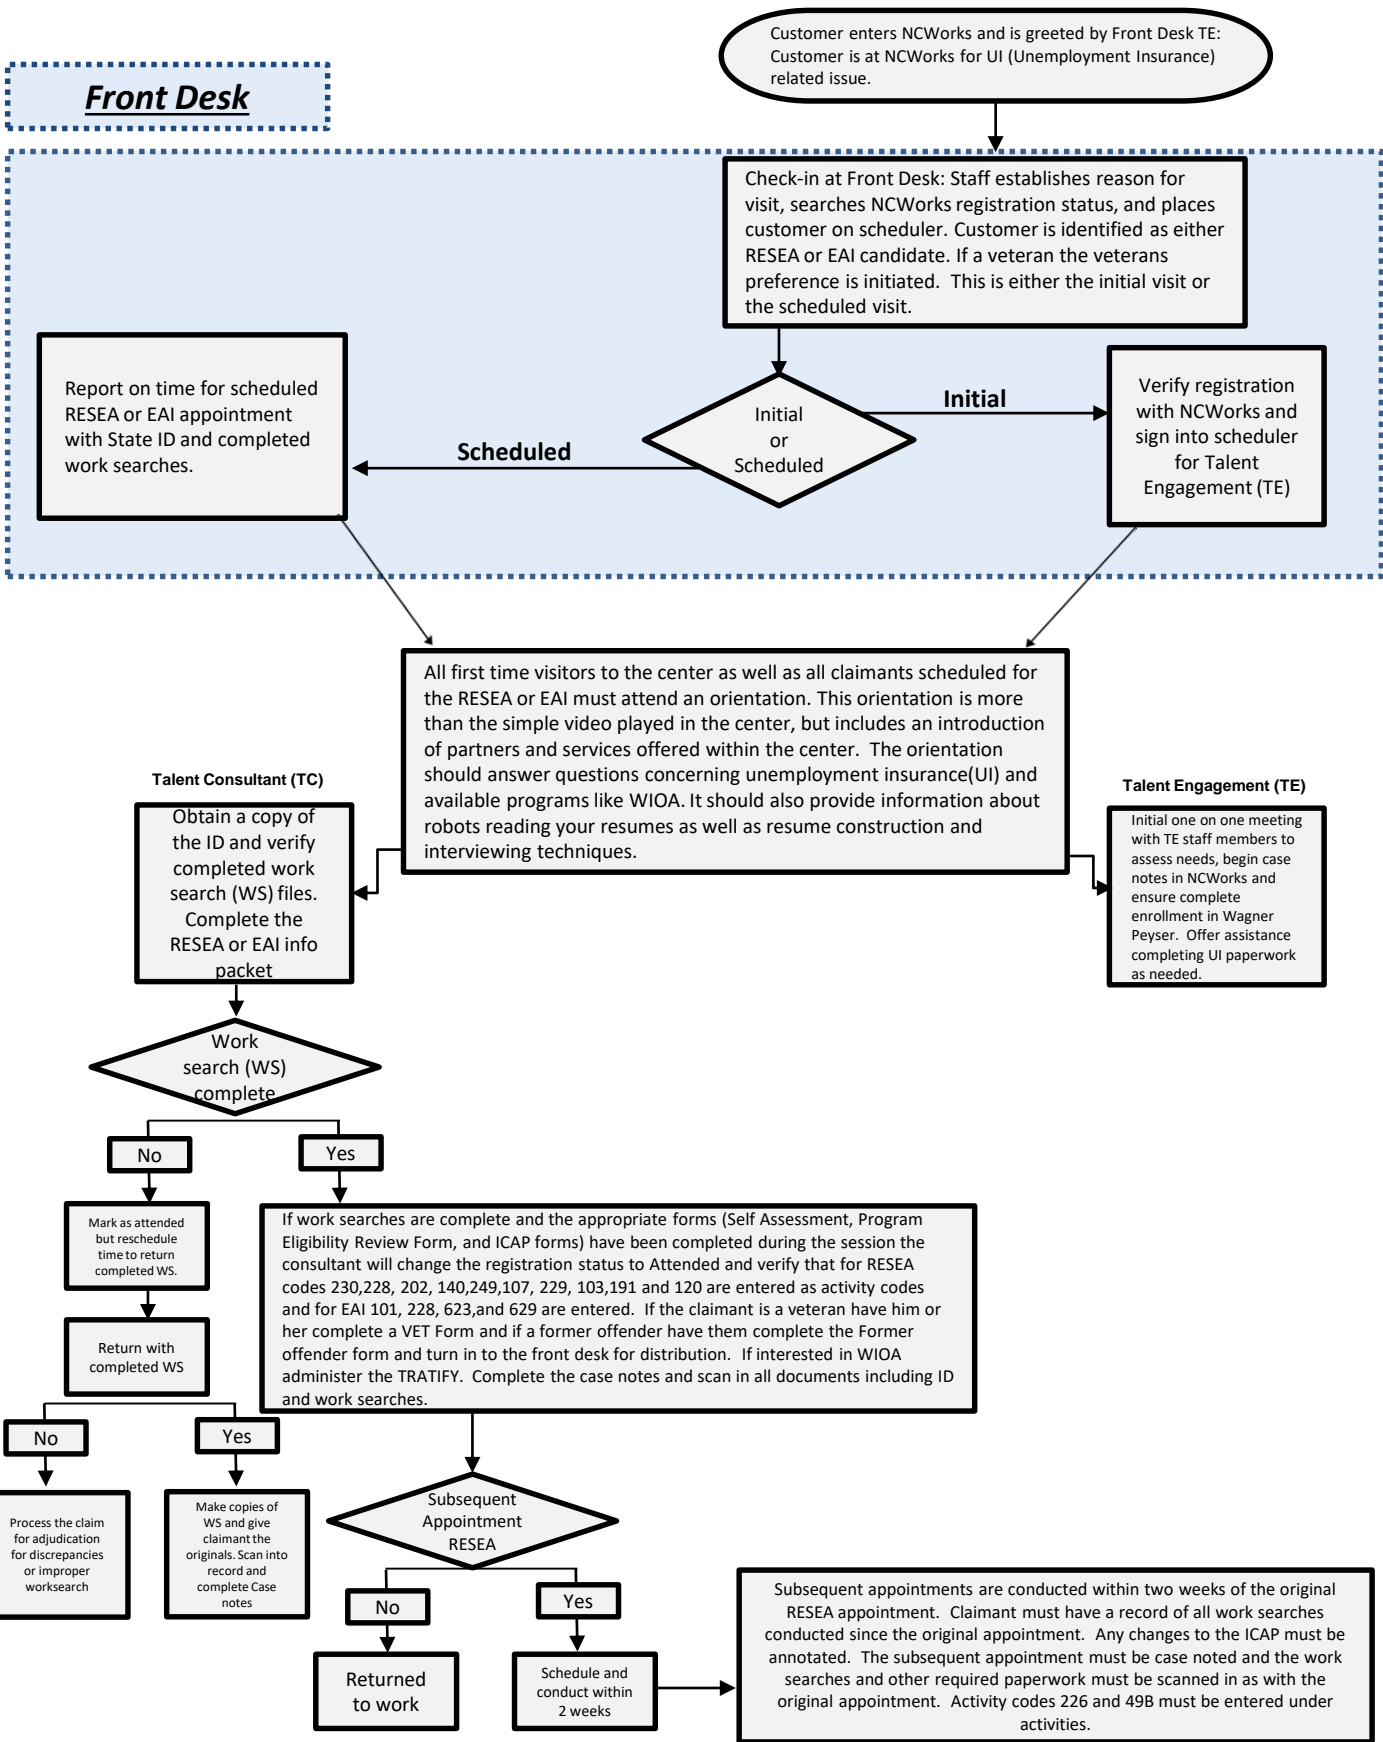 Customer enters NCWorks and is greeted by Front Desk TE:
Customer is at NCWorks for UI (Unemployment Insurance)
related issue.
Front Desk
Check-in at Front Desk: Staff establishes reason for
visit, searches NCWorks registration status, and places
customer on scheduler. Customer is identified as either
RESEA or EAI candidate. If a veteran the veterans
preference is initiated. This is either the initial visit or
the scheduled visit.
Report on time for scheduled
RESEA or EAI appointment
with State ID and completed
work searches.
Scheduled
Initial
or
Scheduled
Initial
Verify registration
with NCWorks and
sign into scheduler
for Talent
Engagement (TE)
All first time visitors to the center as well as all claimants scheduled for
the RESEA or EAI must attend an orientation. This orientation is more
than the simple video played in the center, but includes an introduction
of partners and services offered within the center. The orientation
should answer questions concerning unemployment insurance(UI) and
available programs like WIOA. It should also provide information about
robots reading your resumes as well as resume construction and
interviewing techniques.
Talent Consultant (TC)
Obtain a copy of
the ID and verify
completed work
search (WS) files.
Complete the
RESEA or EAI info
packet
Talent Engagement (TE)
Initial one on one meeting
with TE staff members to
assess needs, begin case
notes in NCWorks and
ensure complete
enrollment in Wagner
Peyser. Offer assistance
completing UI paperwork
as needed.
Work
search (WS)
complete
No
Yes
Mark as attended
but reschedule
time to return
completed WS.
Return with
completed WS
If work searches are complete and the appropriate forms (Self Assessment, Program
Eligibility Review Form, and ICAP forms) have been completed during the session the
consultant will change the registration status to Attended and verify that for RESEA
codes 230,228, 202, 140,249,107, 229, 103,191 and 120 are entered as activity codes
and for EAI 101, 228, 623,and 629 are entered. If the claimant is a veteran have him or
her complete a VET Form and if a former offender have them complete the Former
offender form and turn in to the front desk for distribution. If interested in WIOA
administer the TRATIFY. Complete the case notes and scan in all documents including ID
and work searches.
No
Yes
Process the claim
for adjudication
for discrepancies
or improper
worksearch
Make copies of
WS and give
claimant the
originals. Scan into
record and
complete Case
notes
Subsequent
Appointment
RESEA
No
Yes
Returned
to work
Schedule and
conduct within
2 weeks
Subsequent appointments are conducted within two weeks of the original
RESEA appointment. Claimant must have a record of all work searches
conducted since the original appointment. Any changes to the ICAP must be
annotated. The subsequent appointment must be case noted and the work
searches and other required paperwork must be scanned in as with the
original appointment. Activity codes 226 and 49B must be entered under
activities.